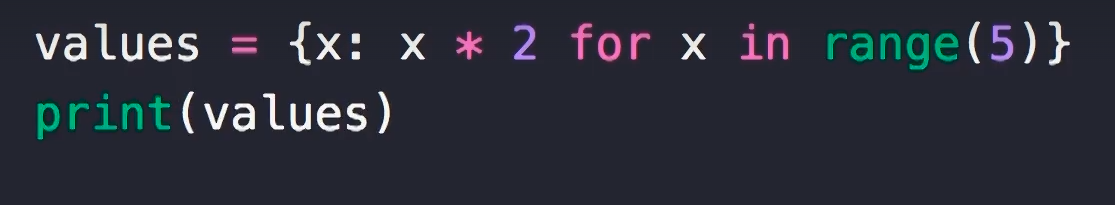 values = {x: x * 2 for x in range(5)}
print(values)